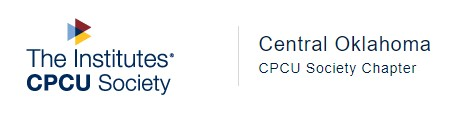 The Institutes®
CPCU Society
Central Oklahoma
CPCU Society Chapter